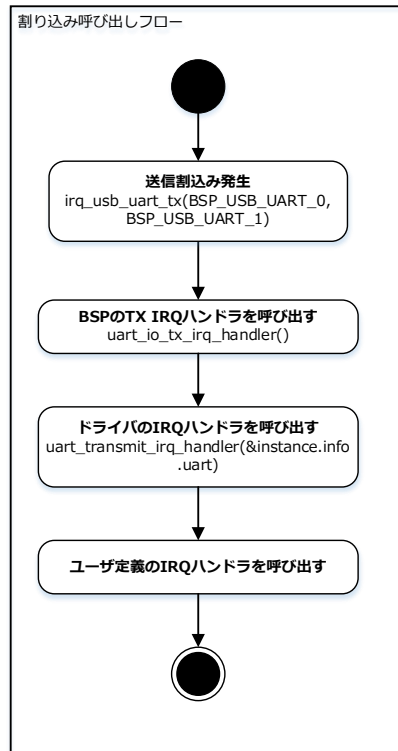 割り込み呼び出しフロー
送信割込み発生
irq_usb_uart_tx(BSP_USB_UART_0,
BSP_USB_UART_1)
BSPのTX IRQハンドラを呼び出す
uart_io_tx_irq_handler()
ドライバのIRQハンドラを呼び出す
uart_transmit_irq_handler(&instance.info
.uart)
ユーザ定義のIRQハンドラを呼び出す